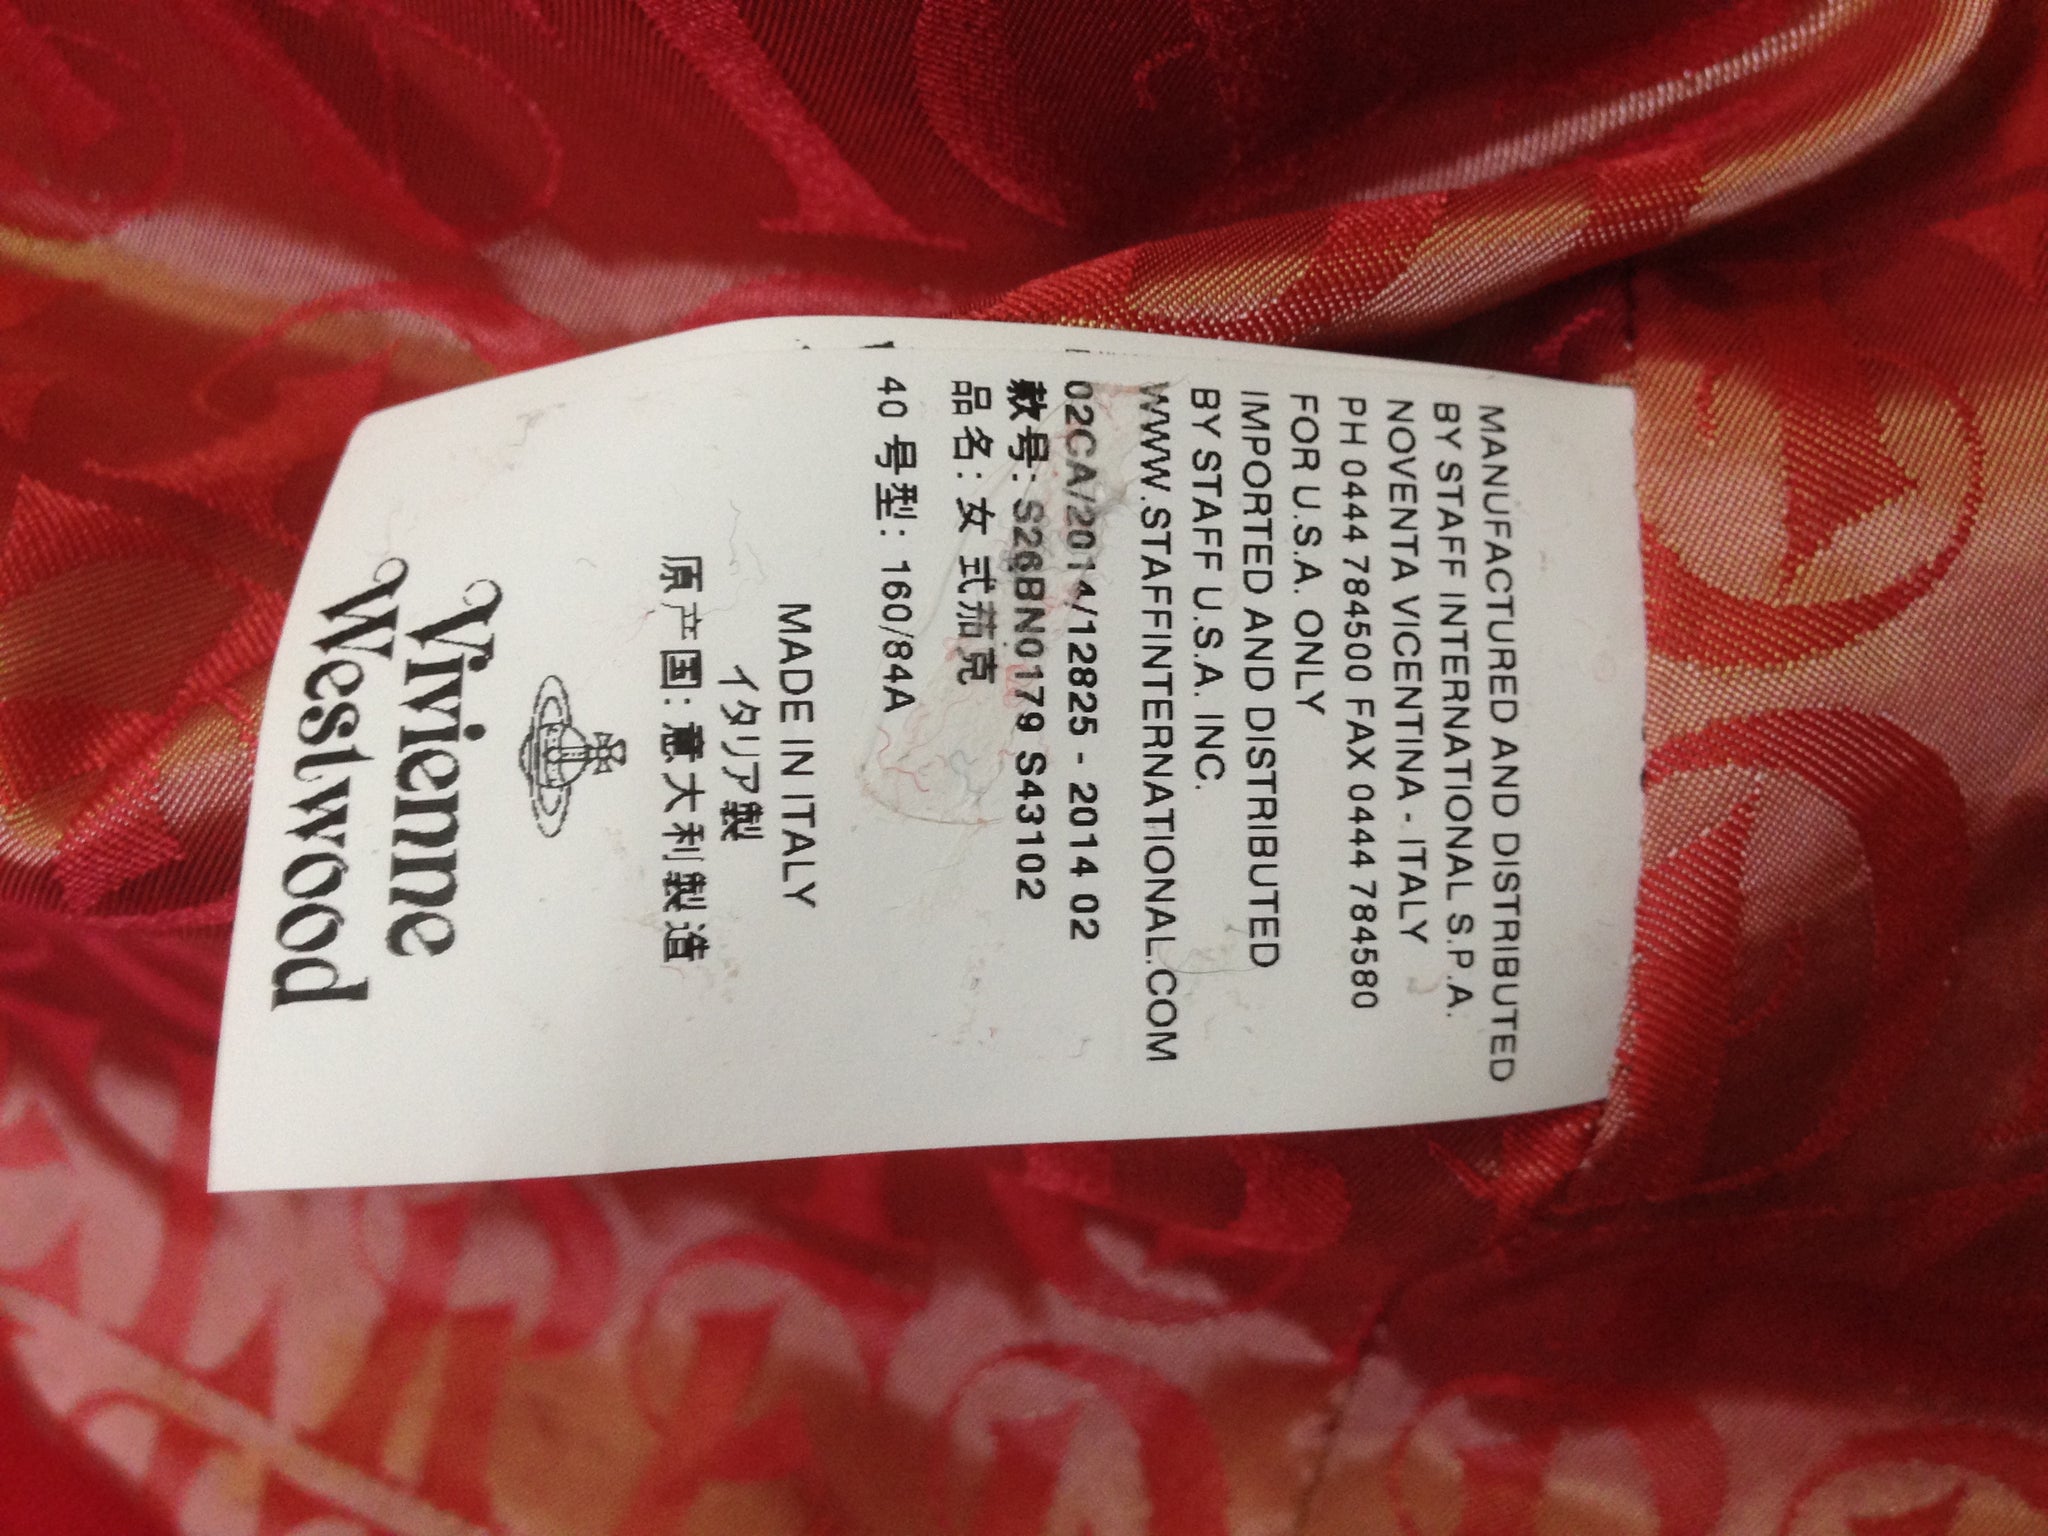 MANUFACTURED AND DISTRIBUTED
BY STAFF INTERNATIONAL S.P.A.
NOVENTA VICENTINA - ITALY
PH 0444 784500 FAX 0444 784580
FOR U.S.A. ONLY
IMPORTED AND DISTRIBUTED
BY STAFF U.S.A. INC.
WWW.STAFFINTERNATIONAL.COM
02CA/2014/12825 - 2014 02
款号: S26BN0179 S43102
品名: 女 式茄克
40 号型: 160/84A
MADE IN ITALY
イタリア製
原产国: 意大利製造
Vivienne
Westwood